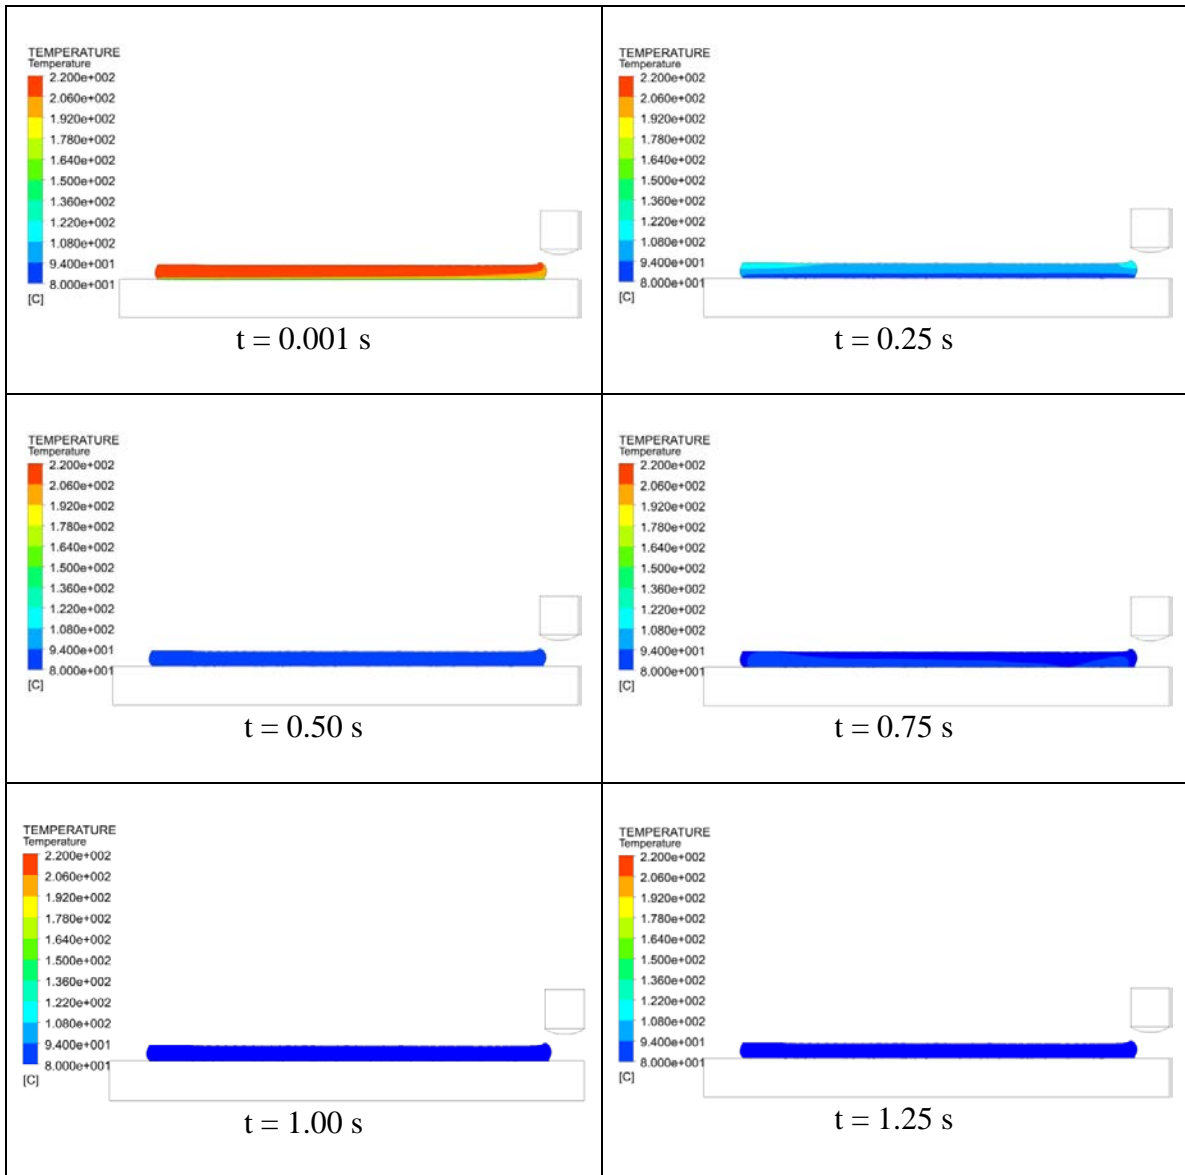 TEMPERATURE
Temperature
2.200e+002
2.060e+002
1.920e+002
1.780e+002
1.640e+002
1.500e+002
1.360e+002
1.220e+002
1.080e+002
9.400e+001
8.000e+001
[C]
t = 0.001 s
TEMPERATURE
Temperature
2.200e+002
2.060e+002
1.920e+002
1.780e+002
1.640e+002
1.500e+002
1.360e+002
1.220e+002
1.080e+002
9.400e+001
8.000e+001
[C]
t = 0.25 s
TEMPERATURE
Temperature
2.200e+002
2.060e+002
1.920e+002
1.780e+002
1.640e+002
1.500e+002
1.360e+002
1.220e+002
1.080e+002
9.400e+001
8.000e+001
[C]
t = 0.50 s
TEMPERATURE
Temperature
2.200e+002
2.060e+002
1.920e+002
1.780e+002
1.640e+002
1.500e+002
1.360e+002
1.220e+002
1.080e+002
9.400e+001
8.000e+001
[C]
t = 0.75 s
TEMPERATURE
Temperature
2.200e+002
2.060e+002
1.920e+002
1.780e+002
1.640e+002
1.500e+002
1.360e+002
1.220e+002
1.080e+002
9.400e+001
8.000e+001
[C]
t = 1.00 s
TEMPERATURE
Temperature
2.200e+002
2.060e+002
1.920e+002
1.780e+002
1.640e+002
1.500e+002
1.360e+002
1.220e+002
1.080e+002
9.400e+001
8.000e+001
[C]
t = 1.25 s